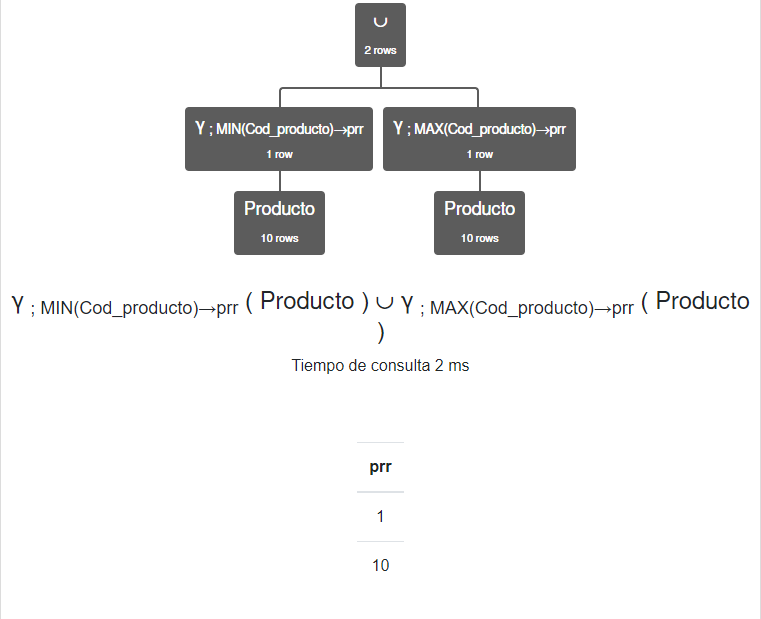 ∪
2 rows
γ ; MIN(Cod_producto)→prr
1 row
γ ; MAX(Cod_producto)→prr
1 row
Producto
10 rows
Producto
10 rows
γ ; MIN(Cod_producto)→prr ( Producto ) ∪ γ ; MAX(Cod_producto)→prr ( Producto
)
Tiempo de consulta 2 ms
prr
1
10